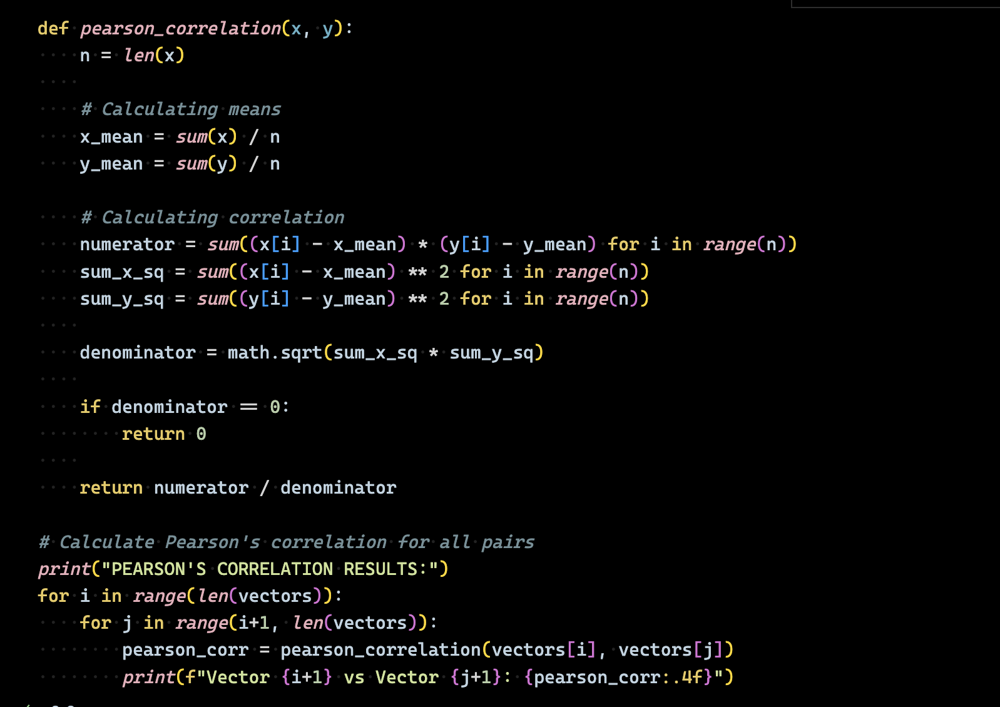 def pearson_correlation(x, y):
    n = len(x)
    # Calculating means
    x_mean = sum(x) / n
    y_mean = sum(y) / n
    # Calculating correlation
    numerator = sum((x[i] - x_mean) * (y[i] - y_mean) for i in range(n))
    sum_x_sq = sum((x[i] - x_mean) ** 2 for i in range(n))
    sum_y_sq = sum((y[i] - y_mean) ** 2 for i in range(n))
    denominator = math.sqrt(sum_x_sq * sum_y_sq)
    if denominator == 0:
        return 0
    return numerator / denominator
# Calculate Pearson's correlation for all pairs
print("PEARSON'S CORRELATION RESULTS:")
for i in range(len(vectors)):
    for j in range(i+1, len(vectors)):
        pearson_corr = pearson_correlation(vectors[i], vectors[j])
        print(f"Vector {i+1} vs Vector {j+1}: {pearson_corr:.4f}")